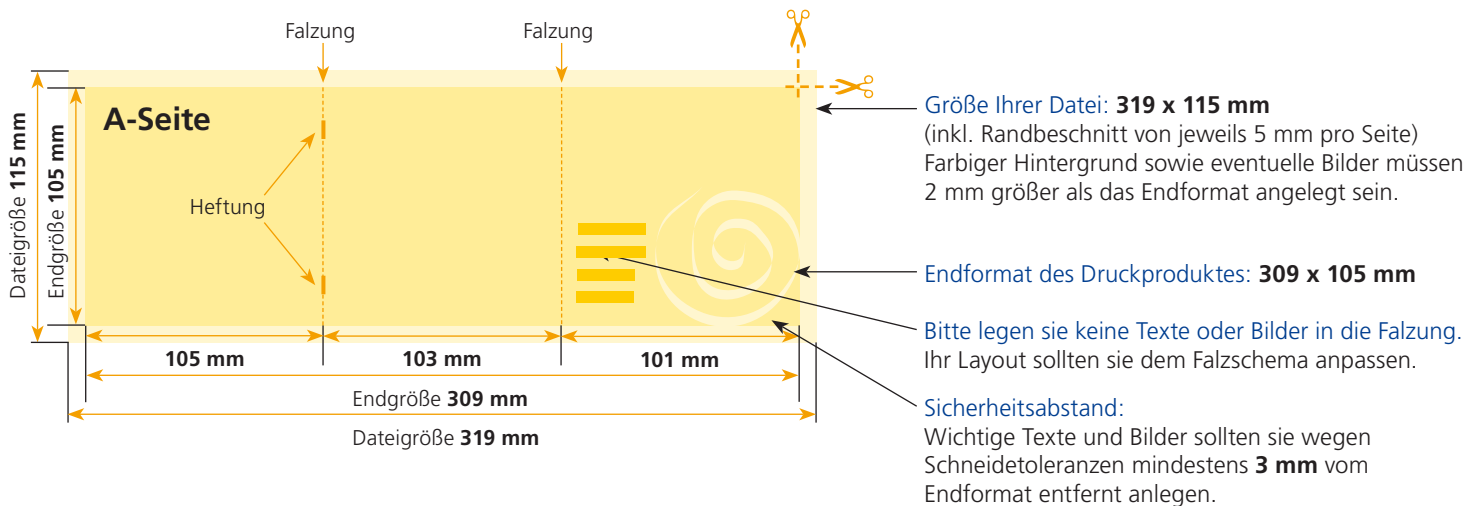 Falzung
Falzung
A-Seite
Dateigröße 115 mm
Endgröße 105 mm
Heftung
105 mm
103 mm
101 mm
Endgröße 309 mm
Dateigröße 319 mm
Größe Ihrer Datei: 319 x 115 mm
(inkl. Randbeschnitt von jeweils 5 mm pro Seite)
Farbiger Hintergrund sowie eventuelle Bilder müssen
2 mm größer als das Endformat angelegt sein.
Endformat des Druckproduktes: 309 x 105 mm
Bitte legen sie keine Texte oder Bilder in die Falzung.
Ihr Layout sollten sie dem Falzschema anpassen.
Sicherheitsabstand:
Wichtige Texte und Bilder sollten sie wegen
Schneidetoleranzen mindestens 3 mm vom
Endformat entfernt anlegen.